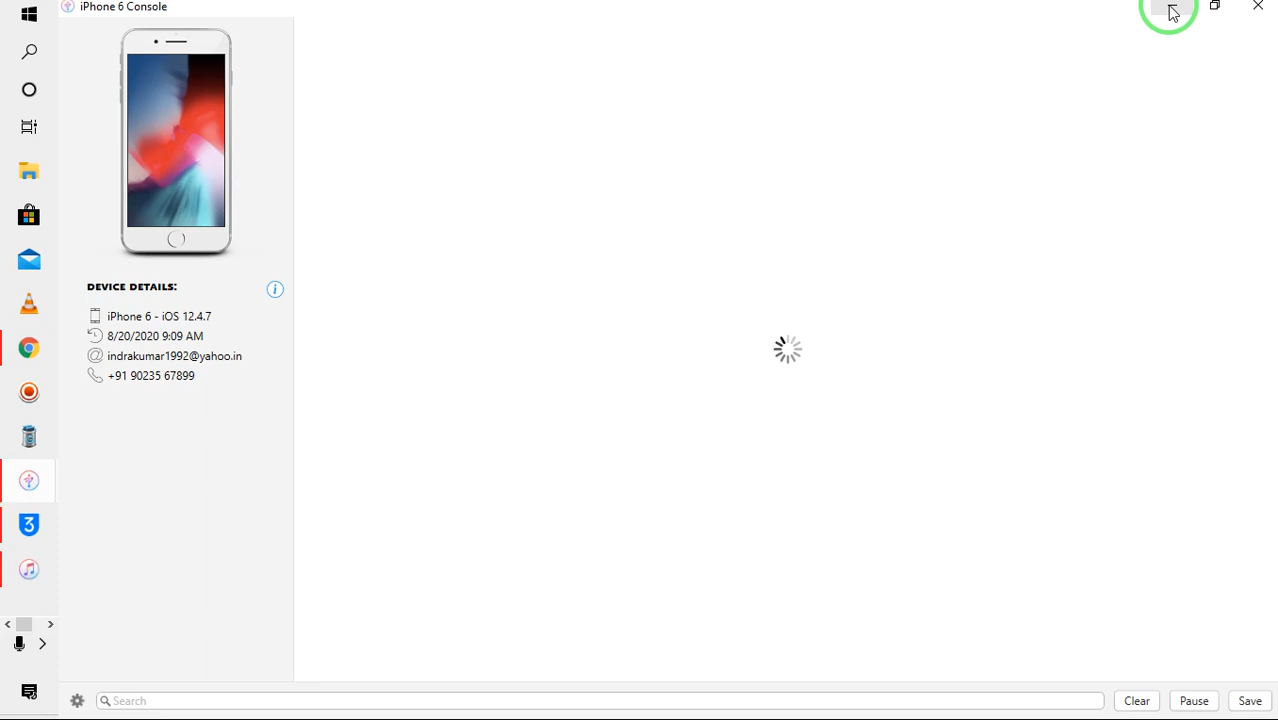 iPhone 6 Console
DEVICE DETAILS:
iPhone 6 - iOS 12.4.7
8/20/2020 9:09 AM
indrakumar1992@yahoo.in
+91 90235 67899
3
Search
Clear
Pause
Save